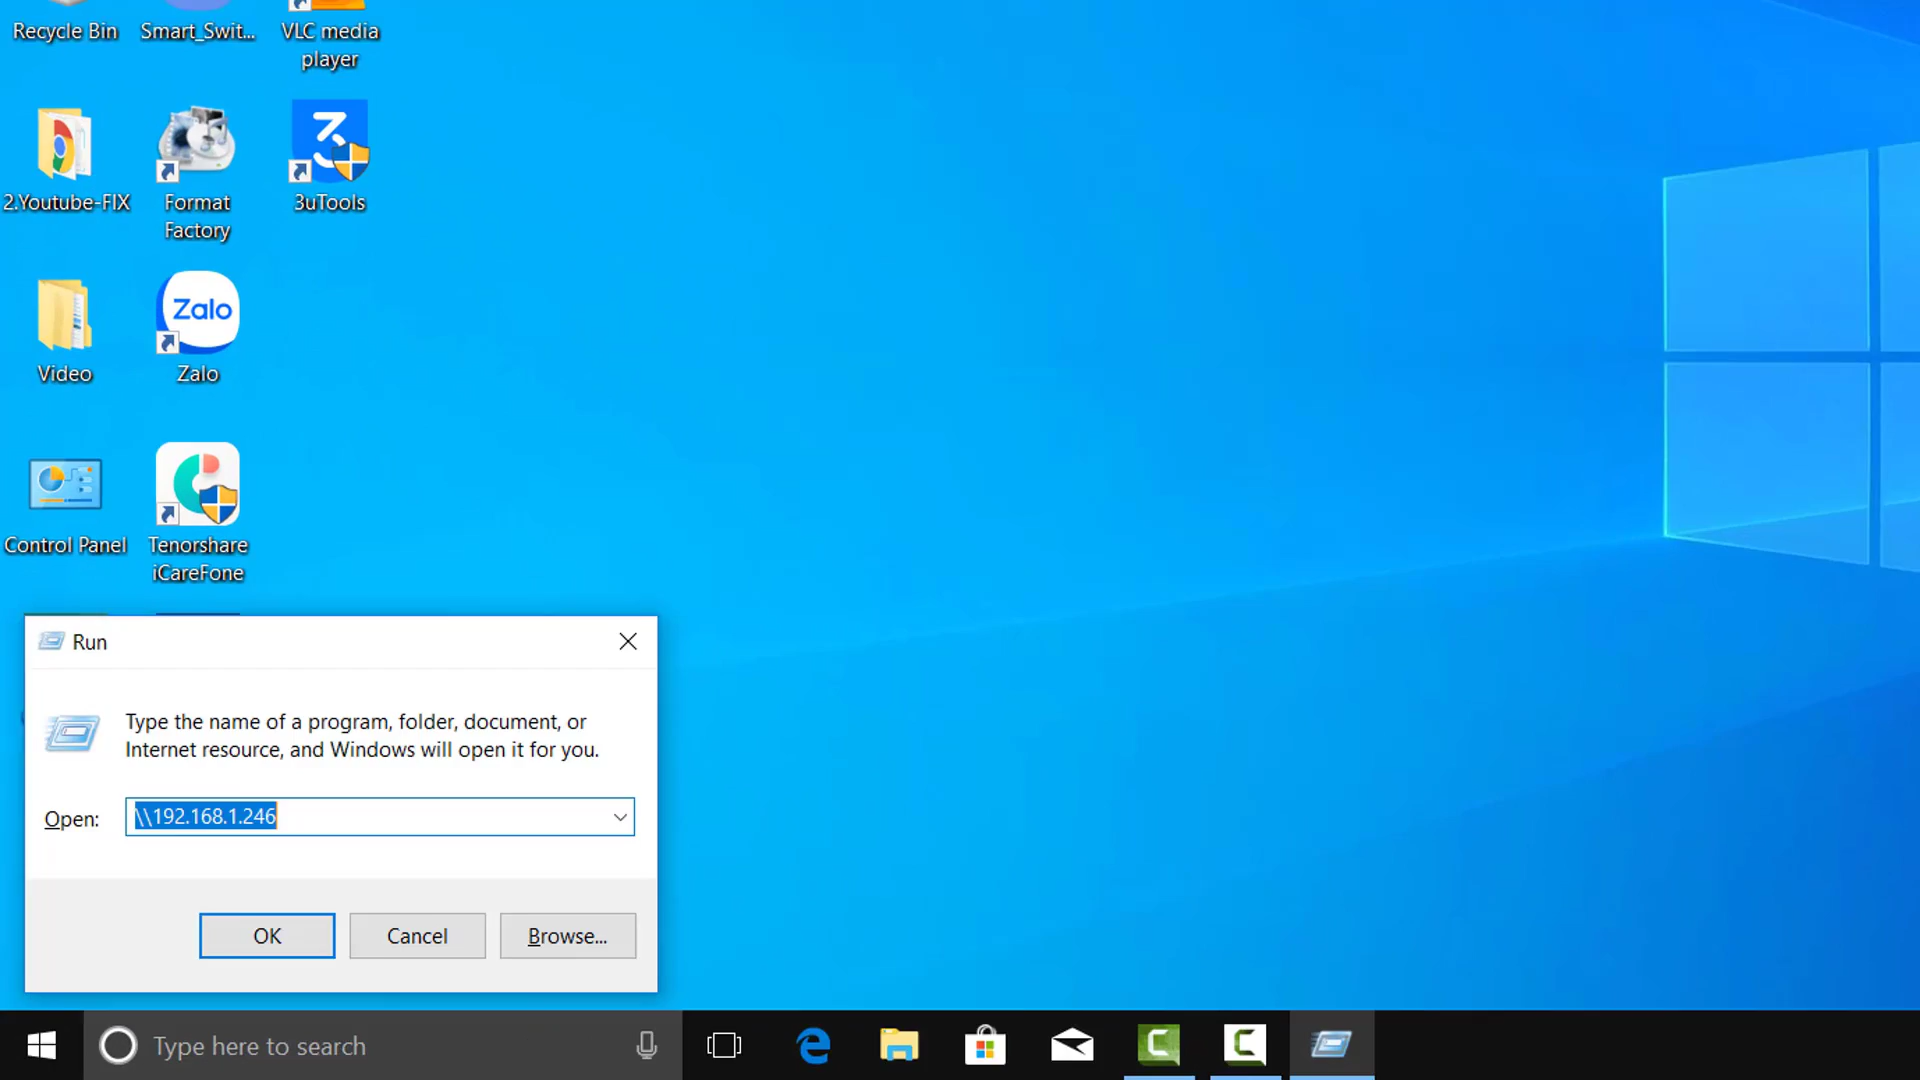 Recycle Bin
Smart_Swit...
VLC media
player
2.Youtube-FIX
Format
Factory
3uTools
Video
Zalo
Zalo
Control Panel
Tenorshare
iCareFone
Run
Type the name of a program, folder, document, or
Internet resource, and Windows will open it for you.
Open:
\\192.168.1.246
OK
Cancel
Browse...
Type here to search